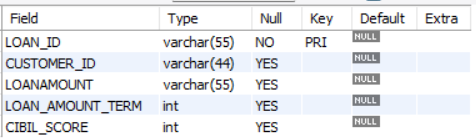 Field Type Null Key Default Extra
LOAN_ID varchar(55) NO PRI NULL
CUSTOMER_ID varchar(44) YES NULL
LOANAMOUNT varchar(55) YES NULL
LOAN_AMOUNT_TERM int YES NULL
CIBIL_SCORE int YES NULL